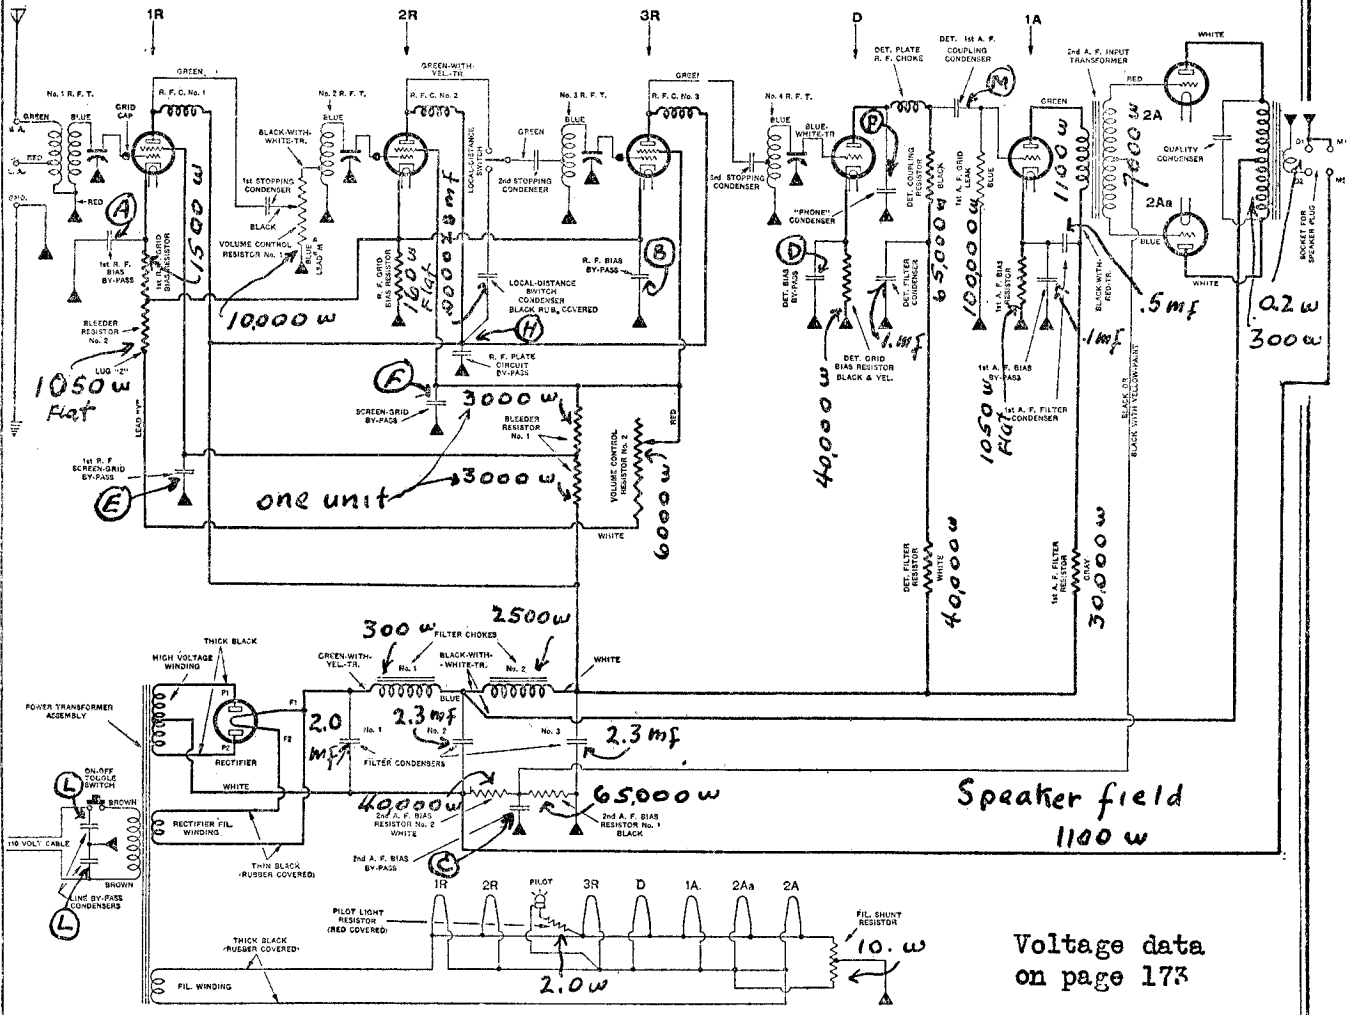 1R
2R
3R
D
1A
GREEN
R. F. C. No. 1
No. 1 R. F. T.
GREEN
BLUE
GRID
CAP
RED
GND.
RED
A
1st R. F. BIAS
BY-PASS
1st R. F. GRID
BIAS RESISTOR
1500 w
BLEEDER
RESISTOR
No. 2
LUG "2"
1050 w
Flat
1st R. F.
SCREEN-GRID
BY-PASS
E
BLACK-WITH-
WHITE-TR.
1st STOPPING
CONDENSER
BLACK
VOLUME CONTROL
RESISTOR No. 1
BLUE
LEAD
10,000 w
No. 2 R. F. T.
BLUE
GREEN-WITH-
YEL.-TR.
R. F. C. No. 2
LOCAL-DISTANCE
SWITCH
GREEN
2nd STOPPING
CONDENSER
R. F. GRID
BIAS RESISTOR
160 w
Flat
LOCAL-DISTANCE
SWITCH
CONDENSER
BLACK RUB. COVERED
H
R. F. PLATE
CIRCUIT
BY-PASS
F
SCREEN-GRID
BY-PASS
3000 w
BLEEDER
RESISTOR
No. 1
3000 w
one unit
No. 3 R. F. T.
BLUE
GREEN
R. F. C. No. 3
R. F. BIAS
BY-PASS
B
RED
VOLUME CONTROL
RESISTOR No. 2
6000 w
WHITE
No. 4 R. F. T.
BLUE
3rd STOPPING
CONDENSER
BLUE-
WHITE-TR
DET. PLATE
R. F. CHOKE
P
"PHONE"
CONDENSER
D
DET. BIAS
BY-PASS
DET. FILTER
CONDENSER
.1 mf
DET. GRID
BIAS RESISTOR
BLACK & YEL.
40,000 w
DET. 1st A. F.
COUPLING
CONDENSER
M
DET. COUPLING
RESISTOR
BLACK
65,000 w
1st A. F. GRID
LEAK
BLUE
100,000 w
DET. FILTER
RESISTOR
WHITE
40,000 w
GREEN
1100 w
1st A. F. BIAS
RESISTOR
1050 w
Flat
1st A. F. BIAS
BY-PASS
1st A. F. FILTER
CONDENSER
.1 mf
.5 mf
BLACK-WITH-
RED-TR.
1st A. F. FILTER
RESISTOR
GRAY
30,000 w
BLACK OR
BLACK WITH YELLOW-PAINT
2nd A. F. INPUT
TRANSFORMER
RED
2A
7000 w
2Aa
BLUE
WHITE
WHITE
QUALITY
CONDENSER
SOCKET FOR
SPEAKER PLUG
0.2 w
300 w
THICK BLACK
HIGH VOLTAGE
WINDING
POWER TRANSFORMER
ASSEMBLY
P1
P2
F1
F2
RECTIFIER
WHITE
ON-OFF
TOGGLE
SWITCH
BROWN
L
110 VOLT CABLE
BROWN
LINE BY-PASS
CONDENSERS
L
RECTIFIER FIL.
WINDING
THIN BLACK
(RUBBER COVERED)
GREEN-WITH-
YEL.-TR.
300 w
FILTER CHOKES
No. 1
BLUE
BLACK-WITH-
-WHITE-TR.
2500 w
No. 2
WHITE
2.0
mf
No. 1
2.3 mf
No. 2
FILTER CONDENSERS
No. 3
2.3 mf
40,000 w
2nd A. F. BIAS
RESISTOR No. 2
WHITE
65,000 w
2nd A. F. BIAS
RESISTOR No. 1
BLACK
2nd A. F. BIAS
BY-PASS
C
Speaker field
1100 w
1R
2R
PILOT
3R
D
1A.
2Aa
2A
PILOT LIGHT
RESISTOR
(RED COVERED)
2.0 w
FIL. SHUNT
RESISTOR
10. w
THICK BLACK
(RUBBER COVERED)
FIL. WINDING
Voltage data
on page 173